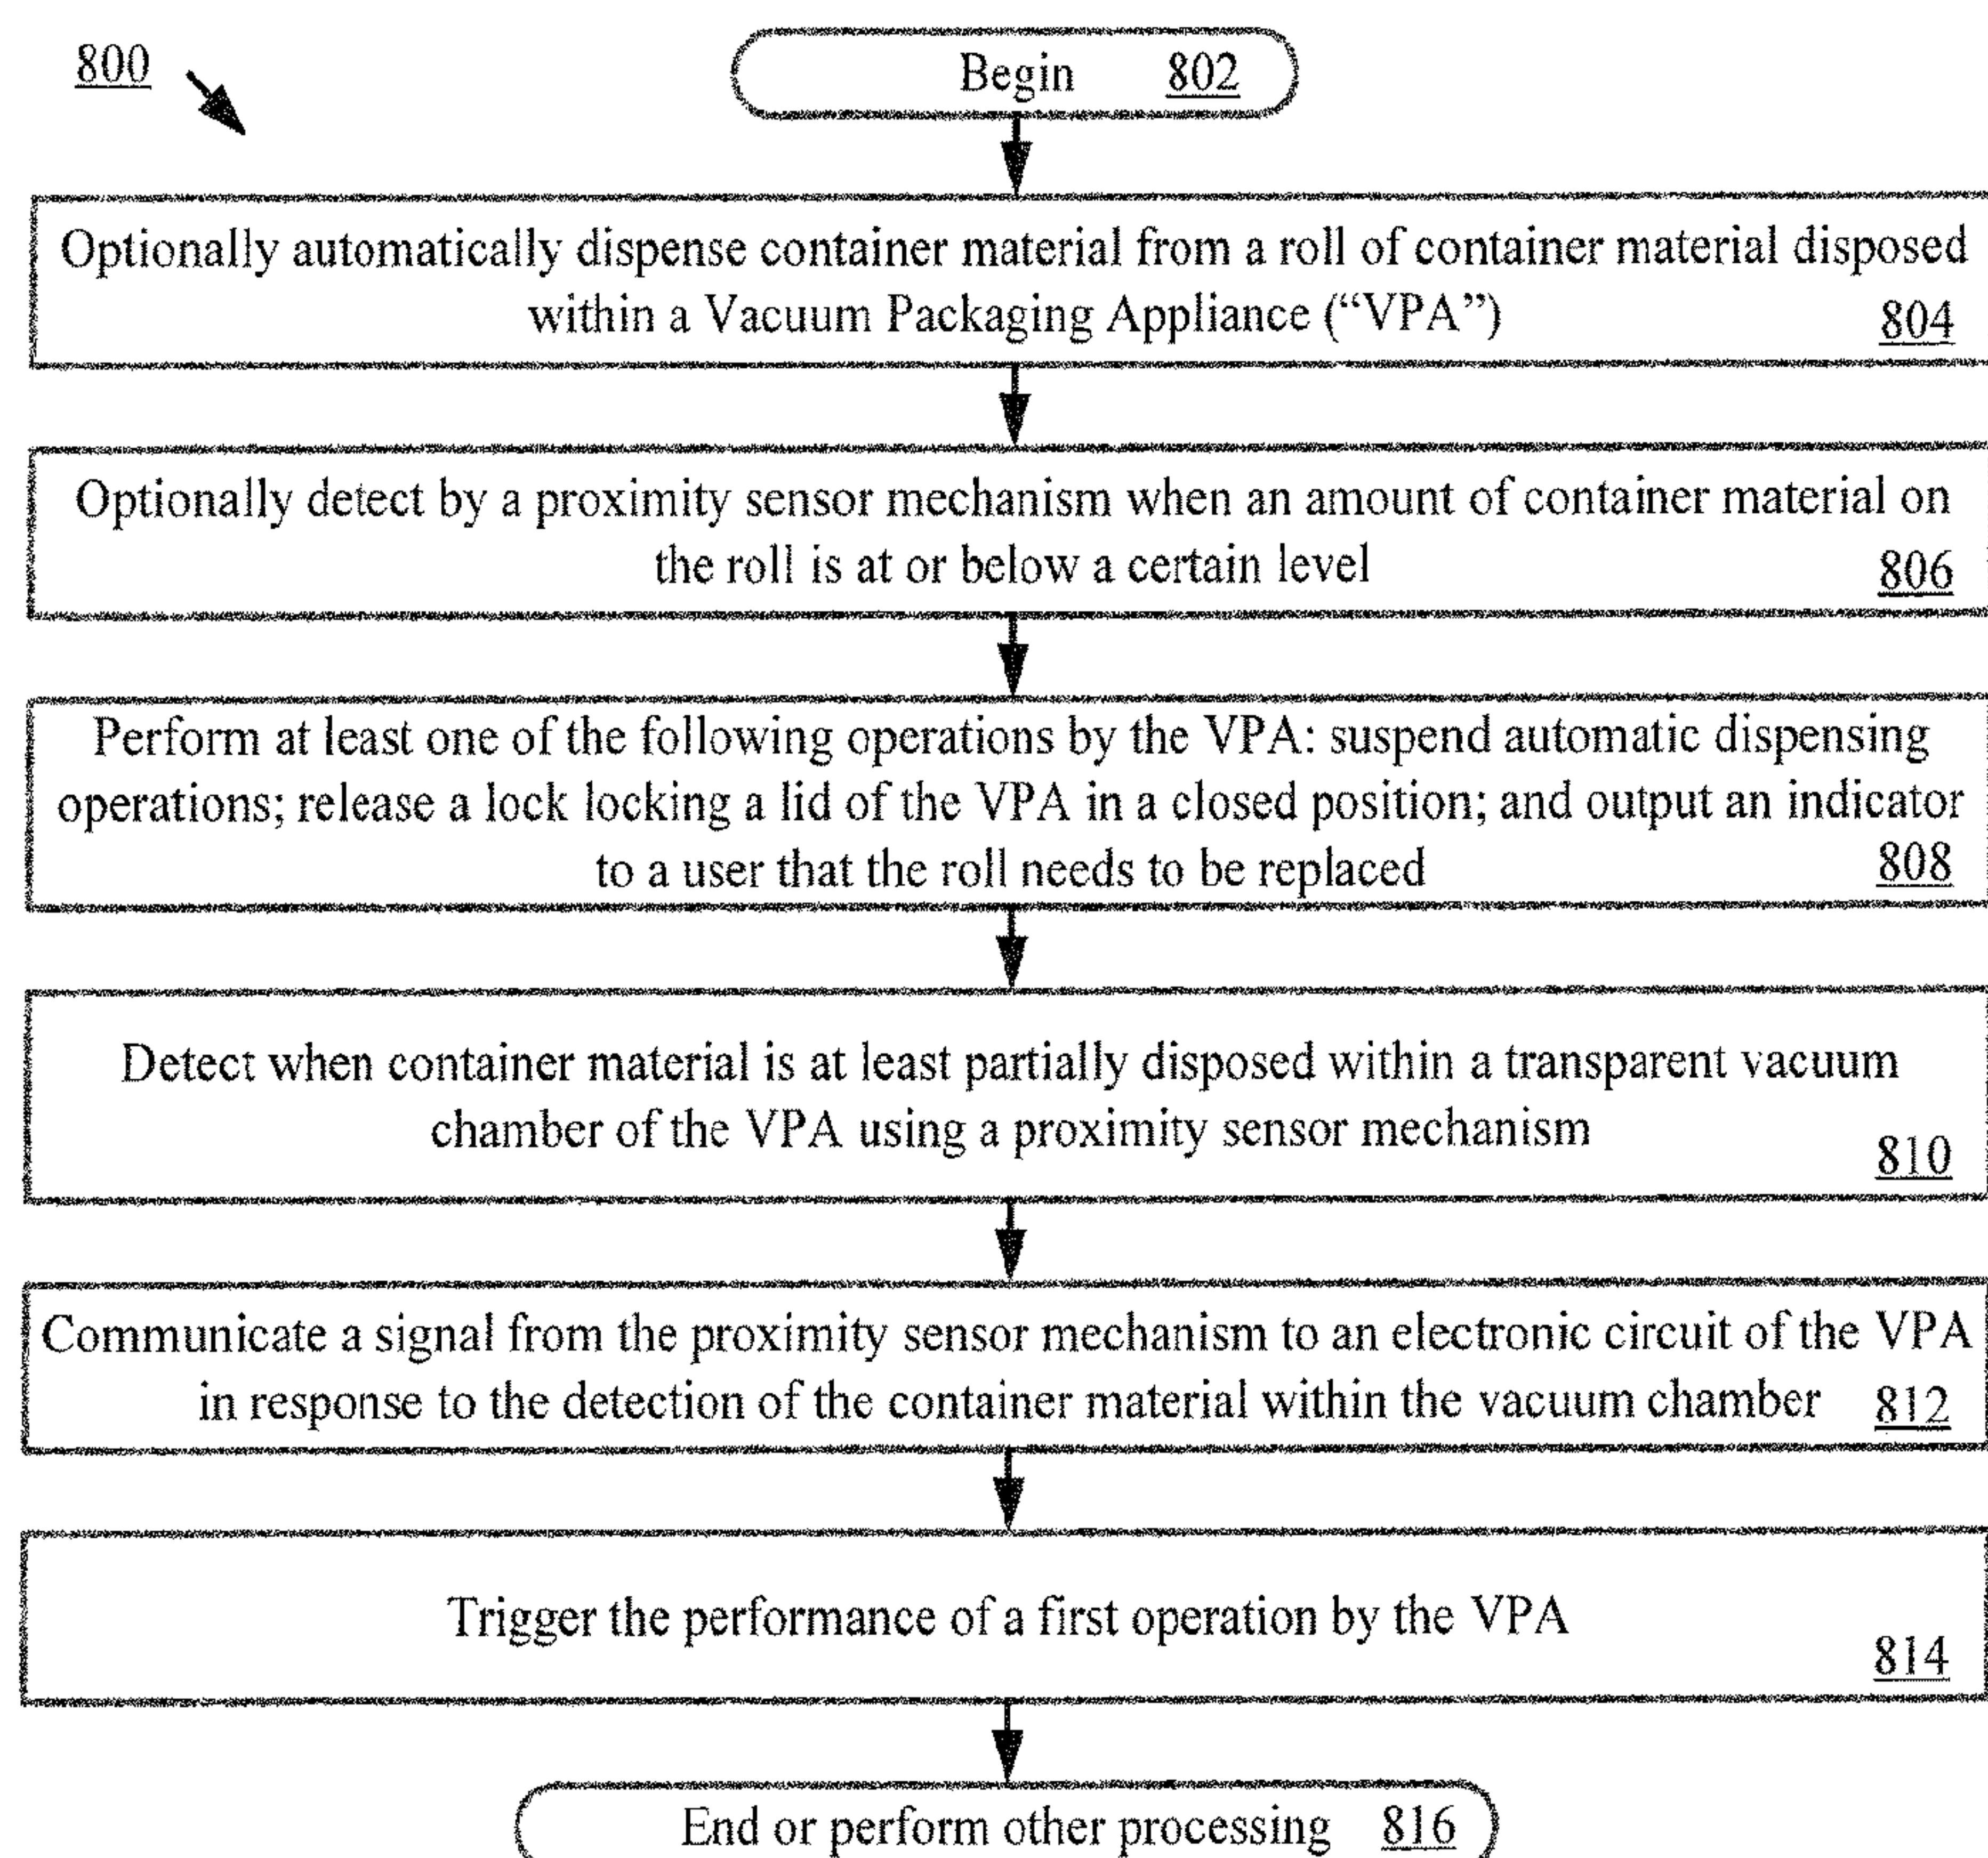 800
Begin 802
Optionally automatically dispense container material from a roll of container material disposed
within a Vacuum Packaging Appliance (“VPA”) 804
Optionally detect by a proximity sensor mechanism when an amount of container material on
the roll is at or below a certain level 806
Perform at least one of the following operations by the VPA: suspend automatic dispensing
operations; release a lock locking a lid of the VPA in a closed position; and output an indicator
to a user that the roll needs to be replaced 808
Detect when container material is at least partially disposed within a transparent vacuum
chamber of the VPA using a proximity sensor mechanism 810
Communicate a signal from the proximity sensor mechanism to an electronic circuit of the VPA
in response to the detection of the container material within the vacuum chamber 812
Trigger the performance of a first operation by the VPA
814
End or perform other processing 816